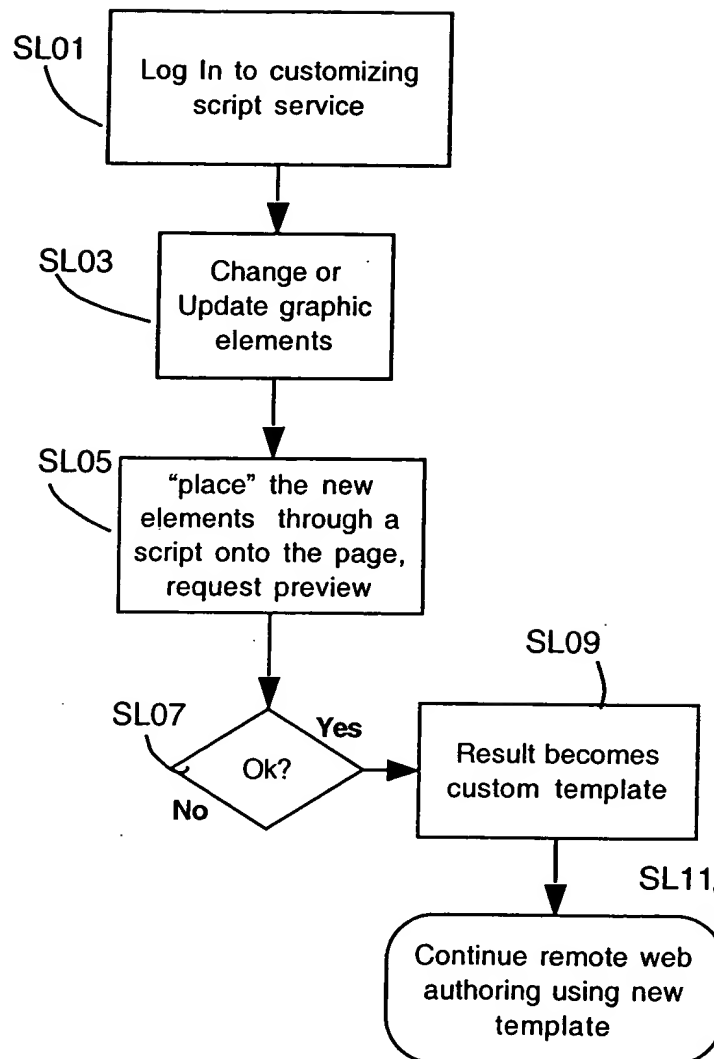 SL01
Log In to customizing
script service
SL03
Change or
Update graphic
elements
SL05
"place" the new
elements through a
script onto the page,
request preview
SL07
Ok?
Yes
No
SL09
Result becomes
custom template
SL11
Continue remote web
authoring using new
template